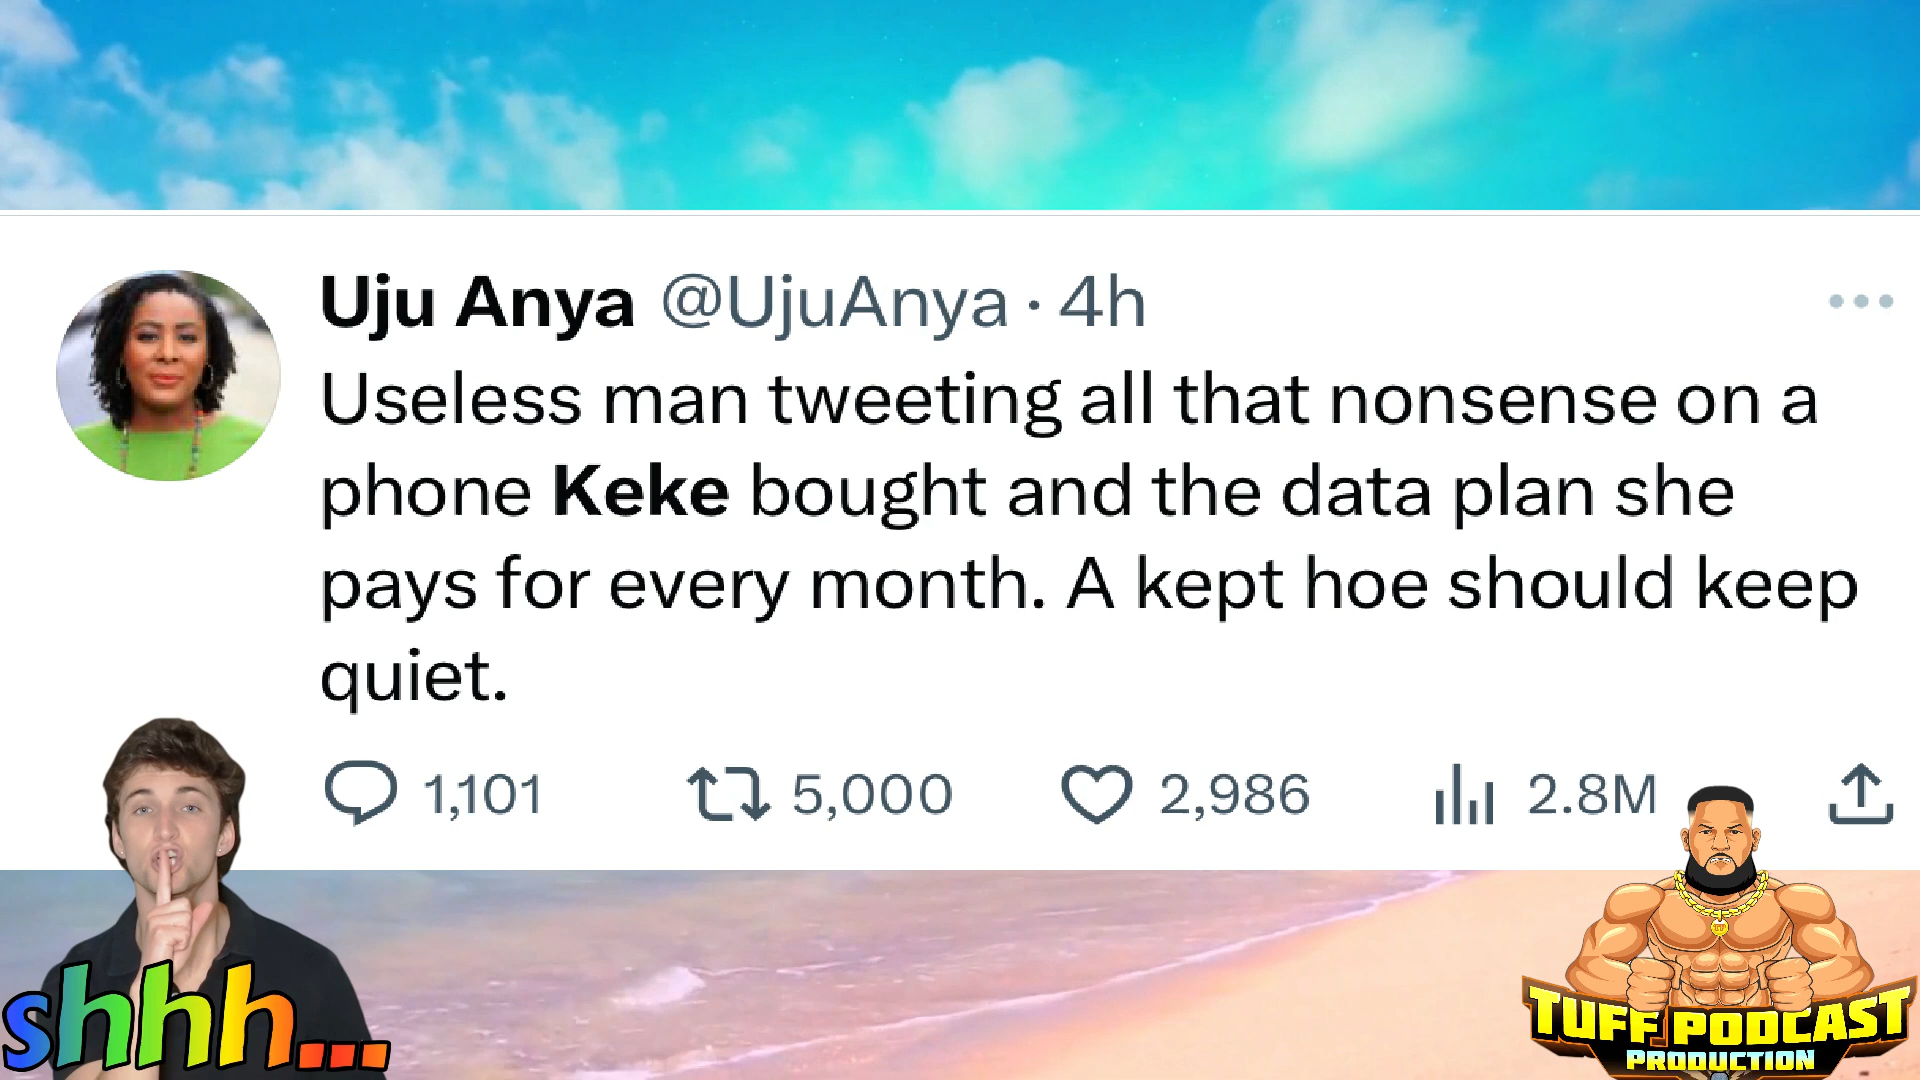 Uju Anya @UjuAnya · 4h
Useless man tweeting all that nonsense on a
phone Keke bought and the data plan she
pays for every month. A kept hoe should keep
quiet.
1,101 5,000 2,986 2.8M
shhh...
TUFF PODCAST
PRODUCTION